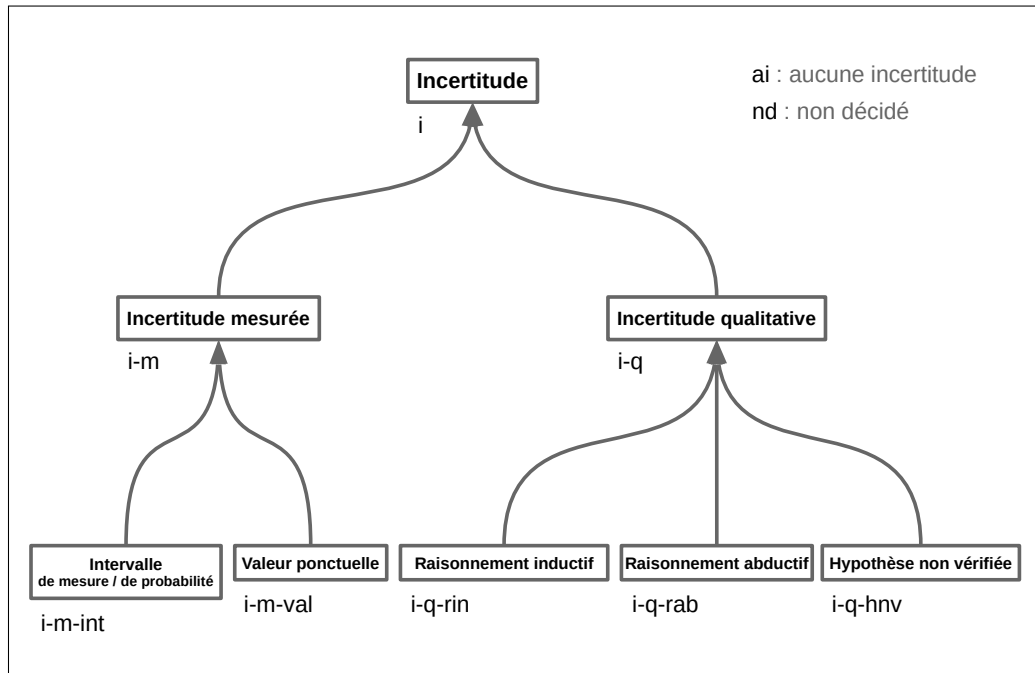 Incertitude
i
ai : aucune incertitude
nd : non décidé
Incertitude mesurée
i-m
Incertitude qualitative
i-q
Intervalle
de mesure / de probabilité
i-m-int
Valeur ponctuelle
i-m-val
Raisonnement inductif
i-q-rin
Raisonnement abductif
i-q-rab
Hypothèse non vérifiée
i-q-hnv